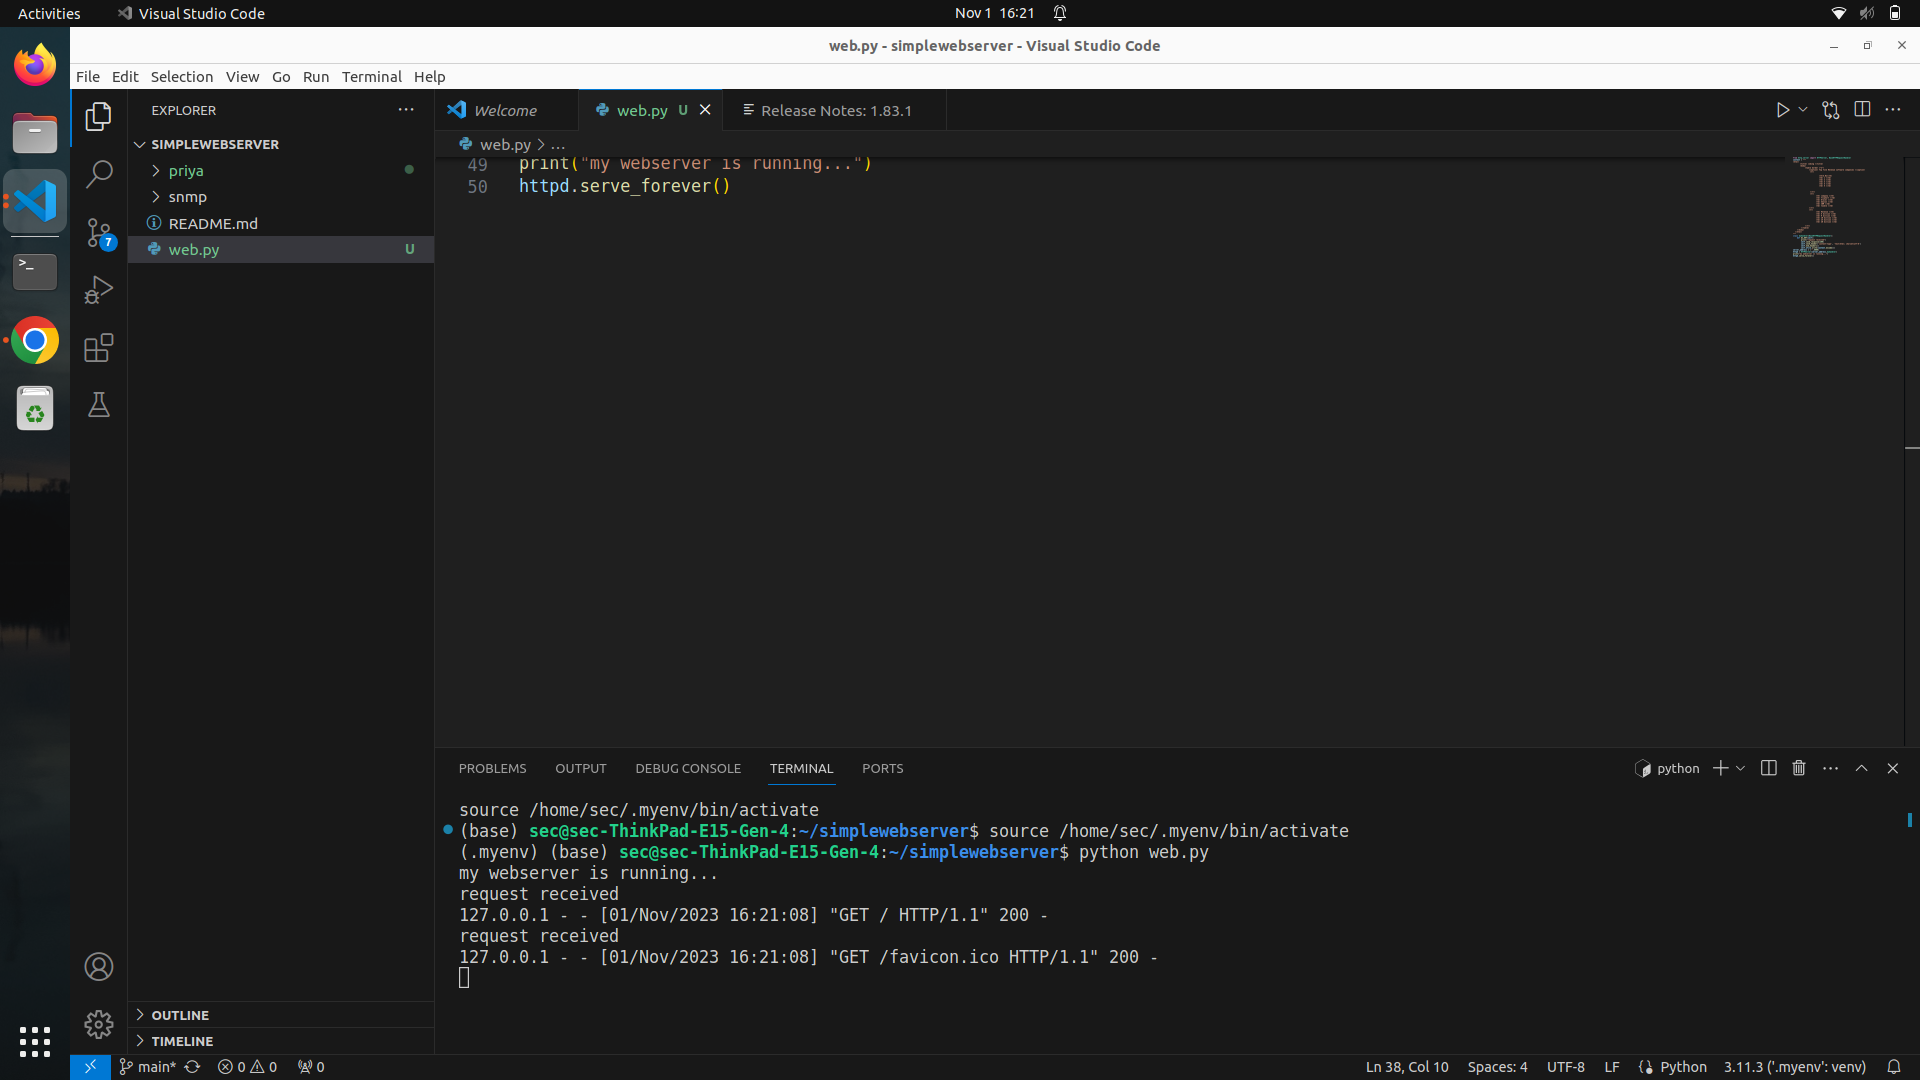 Activities
Visual Studio Code
Nov 1 16:21
web.py - simplewebserver - Visual Studio Code
File Edit Selection View Go Run Terminal Help
EXPLORER
Welcome
web.py U
Release Notes: 1.83.1
SIMPLEWEBSERVER
web.py > ...
priya
snmp
README.md
web.py U
7
49 print("my webserver is running...")
50 httpd.serve_forever()
PROBLEMS OUTPUT DEBUG CONSOLE TERMINAL PORTS
python
source /home/sec/.myenv/bin/activate
(base) sec@sec-ThinkPad-E15-Gen-4:~/simplewebserver$ source /home/sec/.myenv/bin/activate
(.myenv) (base) sec@sec-ThinkPad-E15-Gen-4:~/simplewebserver$ python web.py
my webserver is running...
request received
127.0.0.1 - - [01/Nov/2023 16:21:08] "GET / HTTP/1.1" 200 -
request received
127.0.0.1 - - [01/Nov/2023 16:21:08] "GET /favicon.ico HTTP/1.1" 200 -
OUTLINE
TIMELINE
main* 0 0 0
Ln 38, Col 10 Spaces: 4 UTF-8 LF Python 3.11.3 ('.myenv': venv)